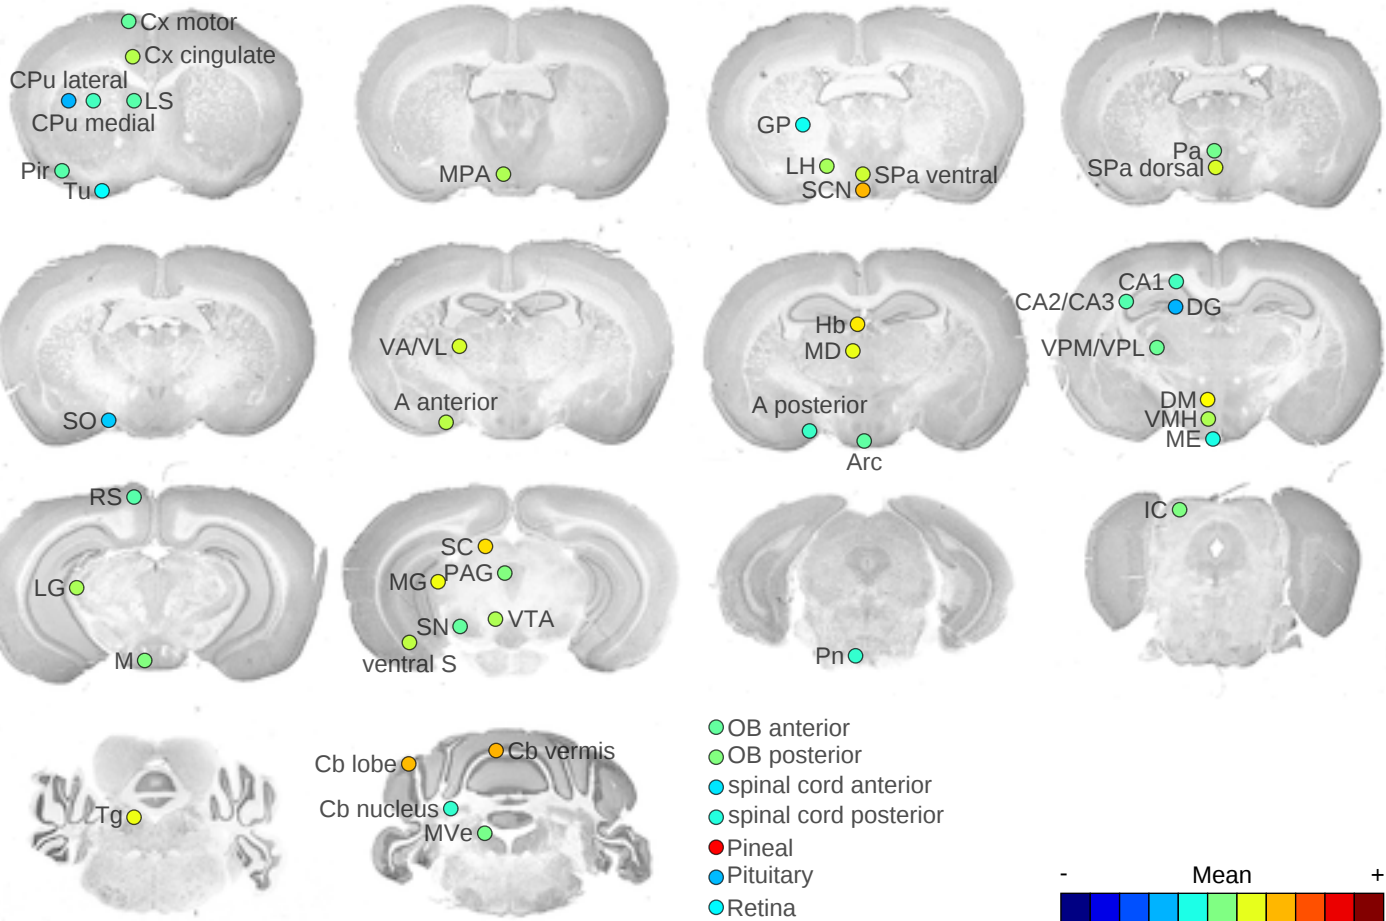 Cx motor
Cx cingulate
CPu lateral
LS
CPu medial
Pir
Tu
MPA
GP
LH
SPa ventral
SCN
Pa
SPa dorsal
SO
VA/VL
A anterior
Hb
MD
A posterior
Arc
CA1
CA2/CA3
DG
VPM/VPL
DM
VMH
ME
RS
LG
M
SC
MG
PAG
SN
VTA
ventral S
Pn
IC
Tg
Cb lobe
Cb vermis
Cb nucleus
MVe
OB anterior
OB posterior
spinal cord anterior
spinal cord posterior
Pineal
Pituitary
Retina
- Mean +